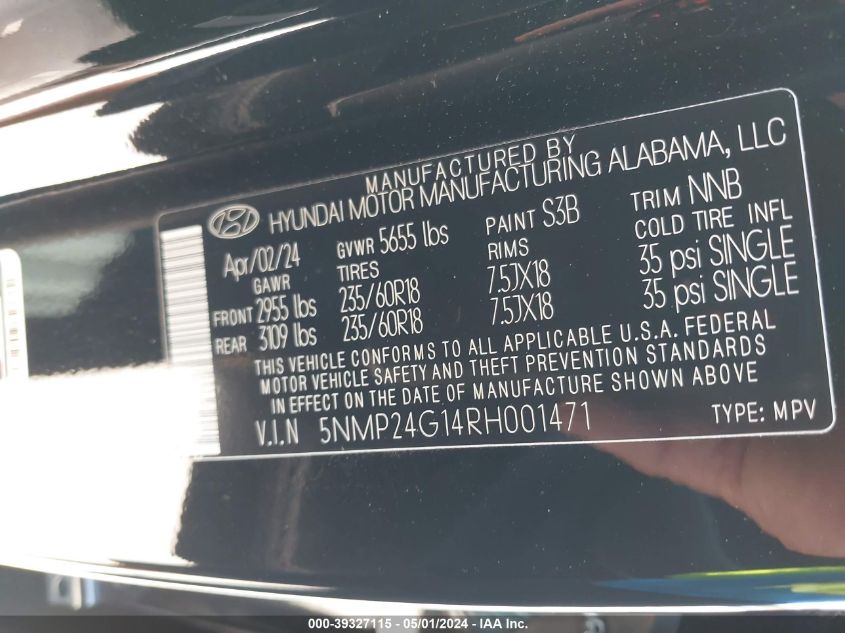 MANUFACTURED BY
HYUNDAI MOTOR MANUFACTURING ALABAMA, LLC
Apr/02/24 GVWR 5655 lbs PAINT S3B TRIM NNB
GAWR TIRES RIMS COLD TIRE INFL
FRONT 2955 lbs 235/60R18 7.5JX18 35 psi SINGLE
REAR 3109 lbs 235/60R18 7.5JX18 35 psi SINGLE
THIS VEHICLE CONFORMS TO ALL APPLICABLE U.S.A. FEDERAL
MOTOR VEHICLE SAFETY AND THEFT PREVENTION STANDARDS
IN EFFECT ON THE DATE OF MANUFACTURE SHOWN ABOVE
V.I.N 5NMP24G14RH001471 TYPE: MPV
000-39327115 - 05/01/2024 - IAA Inc.